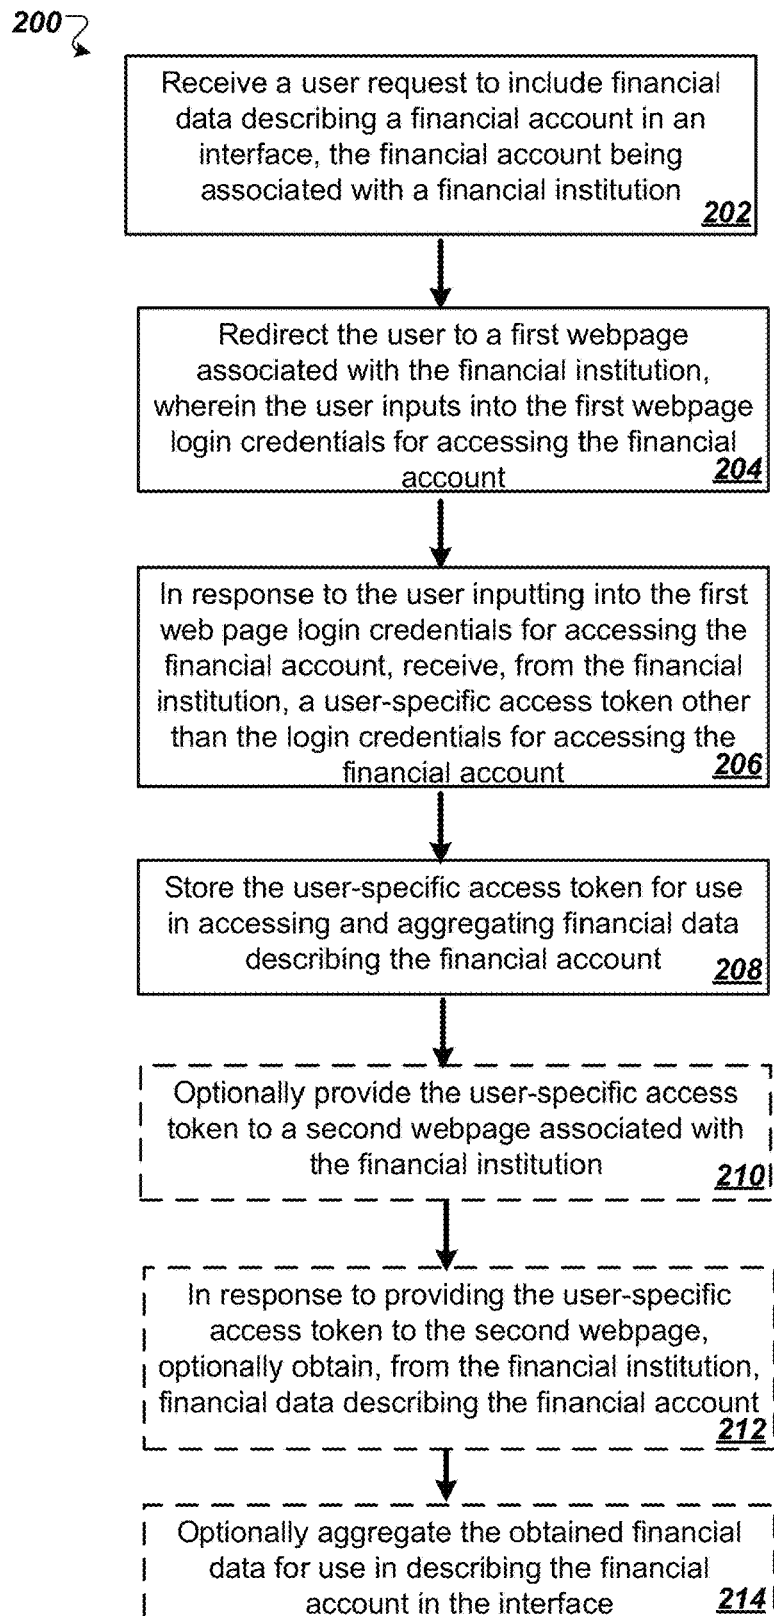 200
Receive a user request to include financial
data describing a financial account in an
interface, the financial account being
associated with a financial institution
202
Redirect the user to a first webpage
associated with the financial institution,
wherein the user inputs into the first webpage
login credentials for accessing the financial
account
204
In response to the user inputting into the first
web page login credentials for accessing the
financial account, receive, from the financial
institution, a user-specific access token other
than the login credentials for accessing the
financial account
206
Store the user-specific access token for use
in accessing and aggregating financial data
describing the financial account
208
Optionally provide the user-specific access
token to a second webpage associated with
the financial institution
210
In response to providing the user-specific
access token to the second webpage,
optionally obtain, from the financial institution,
financial data describing the financial account
212
Optionally aggregate the obtained financial
data for use in describing the financial
account in the interface
214